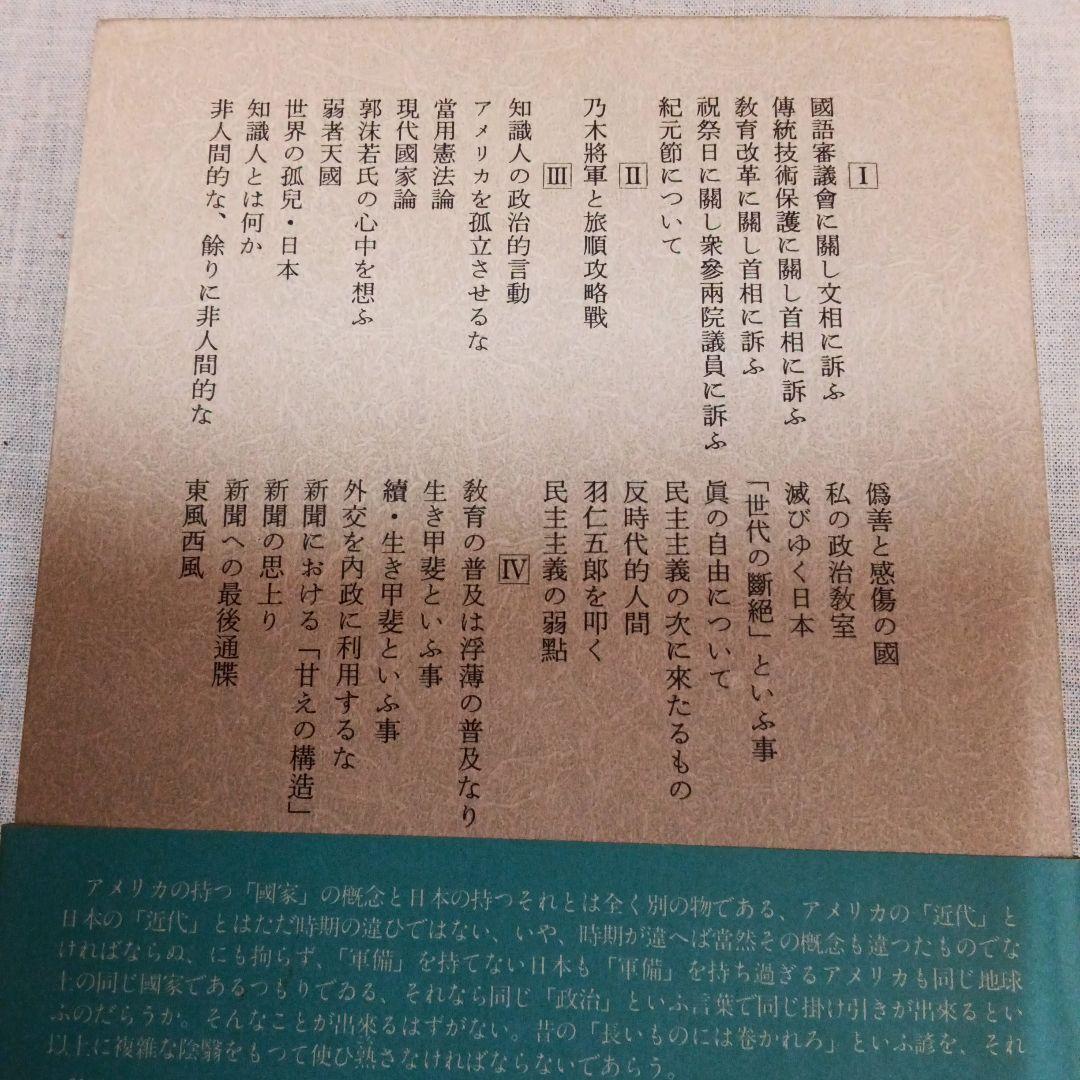 I
國語審議會に關し文相に訴ふ
傳統技術保護に關し首相に訴ふ
敎育改革に關し首相に訴ふ
祝祭日に關し衆參兩院議員に訴ふ
紀元節について
II
乃木將軍と旅順攻略戰
III
知識人の政治的言動
アメリカを孤立させるな
當用憲法論
現代國家論
郭沫若氏の心中を想ふ
弱者天國
世界の孤兒・日本
知識人とは何か
非人間的な、餘りに非人間的な
僞善と感傷の國
私の政治敎室
滅びゆく日本
「世代の斷絕」といふ事
眞の自由について
民主主義の次に來たるもの
反時代的人間
羽仁五郎を叩く
民主主義の弱點
IV
敎育の普及は浮薄の普及なり
生き甲斐といふ事
續・生き甲斐といふ事
外交を內政に利用するな
新聞における「甘えの構造」
新聞の思上り
新聞への最後通牒
東風西風
アメリカの持つ「國家」の槪念と日本の持つそれとは全く別の物である、アメリカの「近代」と
日本の「近代」とはただ時期の違ひではない、いや、時期が違へば當然その槪念も違つたものでな
ければならぬ、にも拘らず、「軍備」を持てない日本も「軍備」を持ち過ぎるアメリカも同じ地球
上の同じ國家であるつもりでゐる、それなら同じ「政治」といふ言葉で同じ掛け引きが出來るとい
ふのだらうか。そんなことが出來るはずがない。昔の「長いものには卷かれろ」といふ諺を、それ
以上に複雜な陰翳をもつて使ひ熟さなければならないであらう。